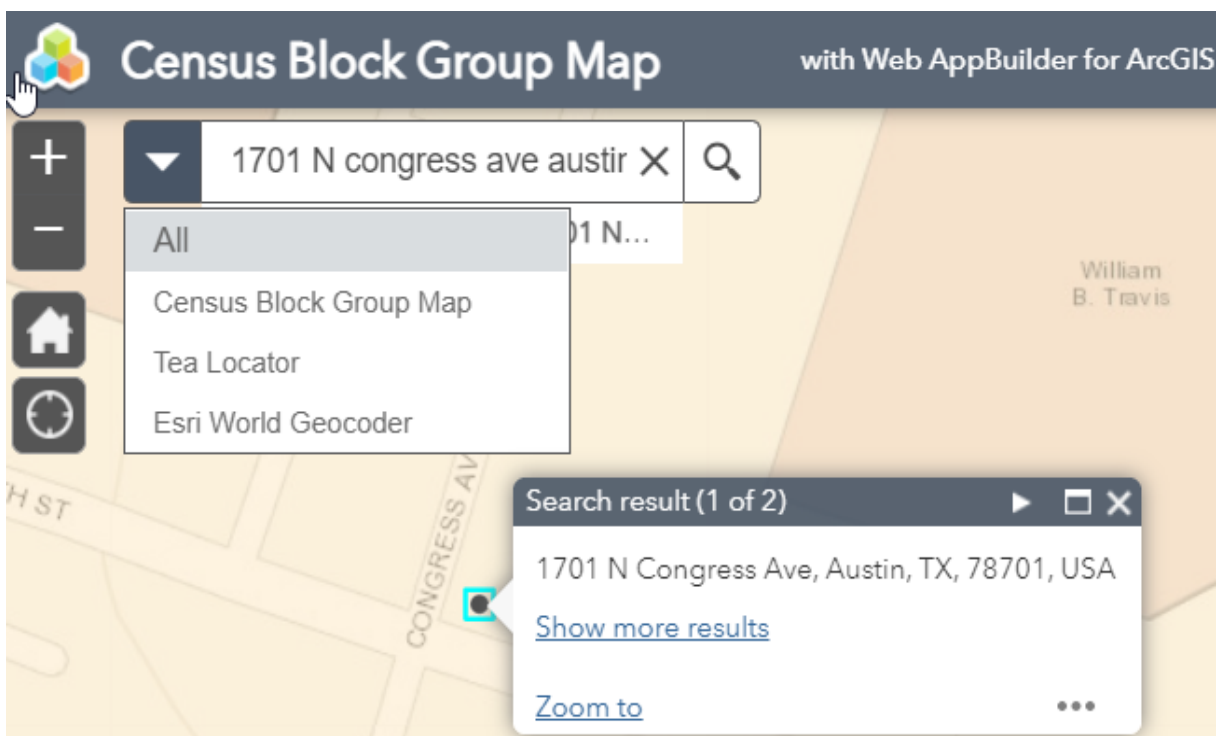 Census Block Group Map
with Web AppBuilder for ArcGIS
1701 N congress ave austin
All
01 N...
Census Block Group Map
Tea Locator
Esri World Geocoder
William
B. Travis
H ST
CONGRESS AV
Search result (1 of 2)
1701 N Congress Ave, Austin, TX, 78701, USA
Show more results
Zoom to